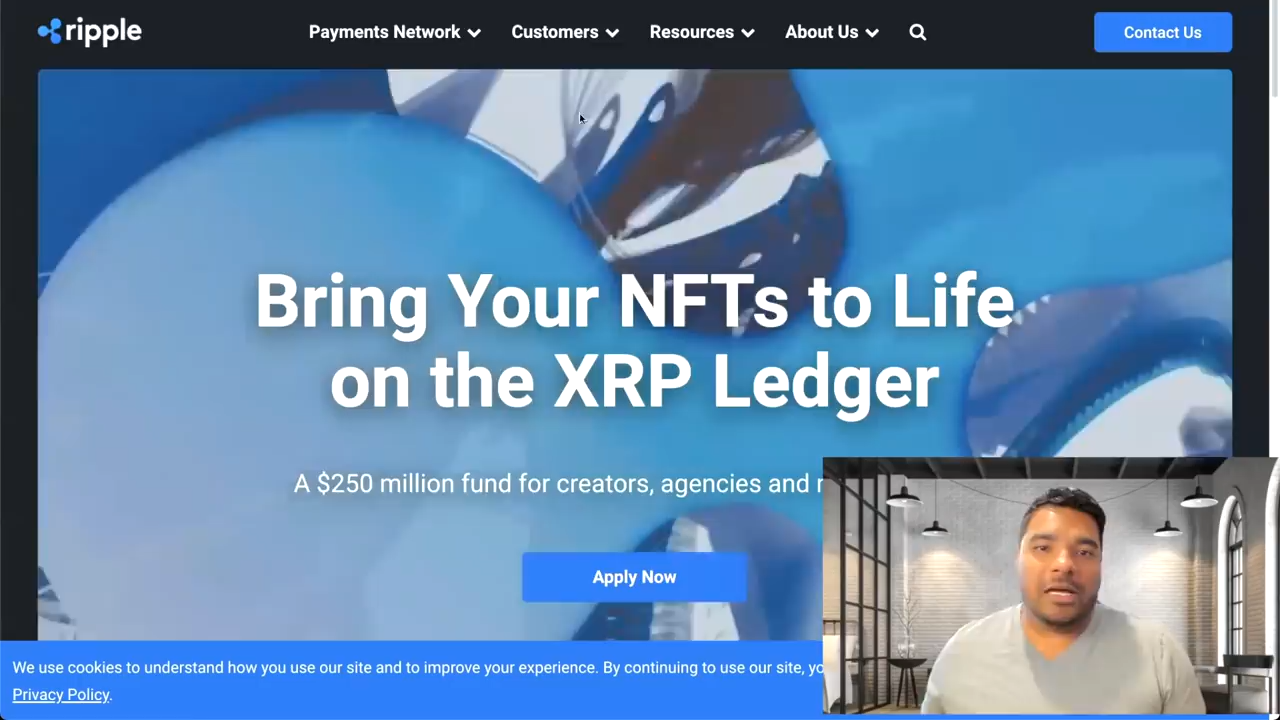 ripple
Payments Network
Customers
Resources
About Us
Contact Us
Bring Your NFTs to Life
on the XRP Ledger
A $250 million fund for creators, agencies and
Apply Now
We use cookies to understand how you use our site and to improve your experience. By continuing to use our site,
Privacy Policy.